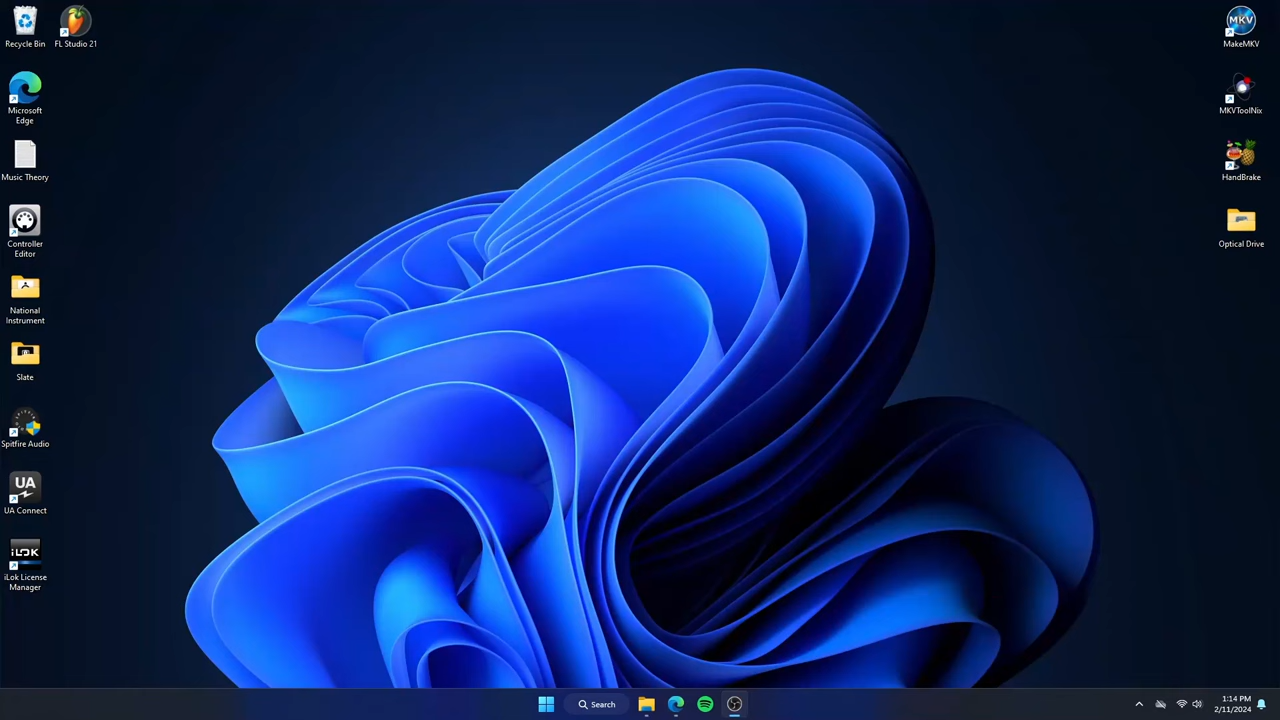 Recycle Bin
FL Studio 21
Microsoft
Edge
Music Theory
Controller
Editor
National
Instrument
Slate
Spitfire Audio
UA
UA Connect
iLOK
iLok License
Manager
MKV
MakeMKV
MKVToolNix
HandBrake
Optical Drive
Search
1:14 PM
2/11/2024